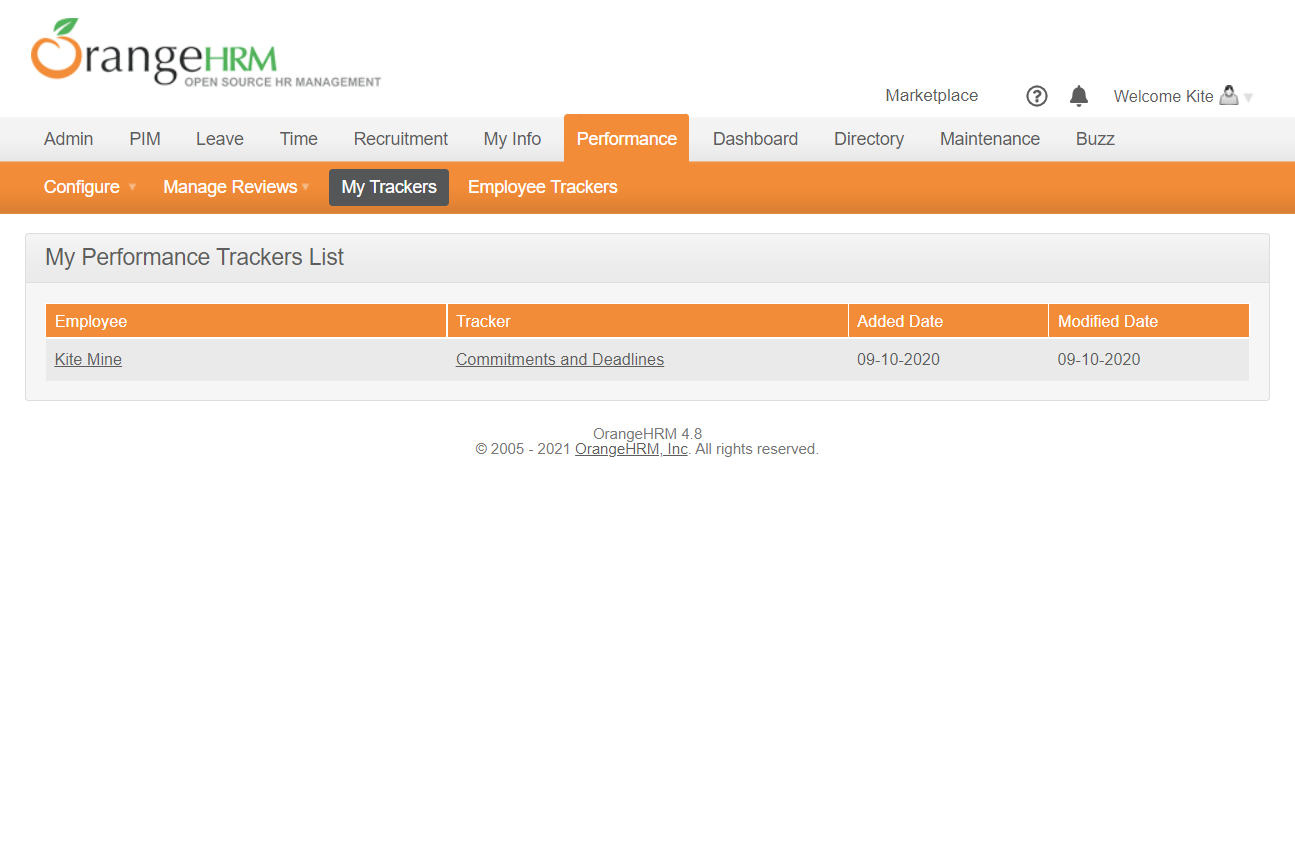 OrangeHRM
OPEN SOURCE HR MANAGEMENT
Marketplace ? Welcome Kite
Admin PIM Leave Time Recruitment My Info Performance Dashboard Directory Maintenance Buzz
Configure Manage Reviews My Trackers Employee Trackers
My Performance Trackers List
Employee Tracker Added Date Modified Date
Kite Mine Commitments and Deadlines 09-10-2020 09-10-2020
OrangeHRM 4.8
© 2005 - 2021 OrangeHRM, Inc. All rights reserved.